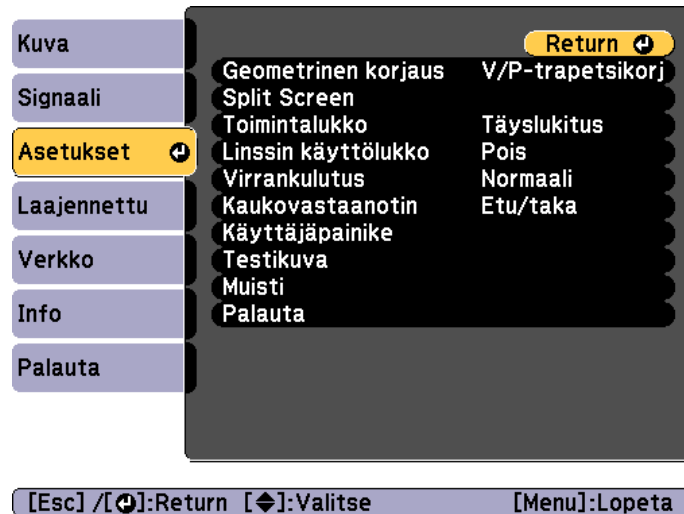 Kuva
Signaali
Asetukset
Laajennettu
Verkko
Info
Palauta
Return
Geometrinen korjaus V/P-trapetsikorj
Split Screen
Toimintalukko Täyslukitus
Linssin käyttölukko Pois
Virrankulutus Normaali
Kaukovastaanotin Etu/taka
Käyttäjäpainike
Testikuva
Muisti
Palauta
[Esc] /[⏎]:Return [◆]:Valitse [Menu]:Lopeta